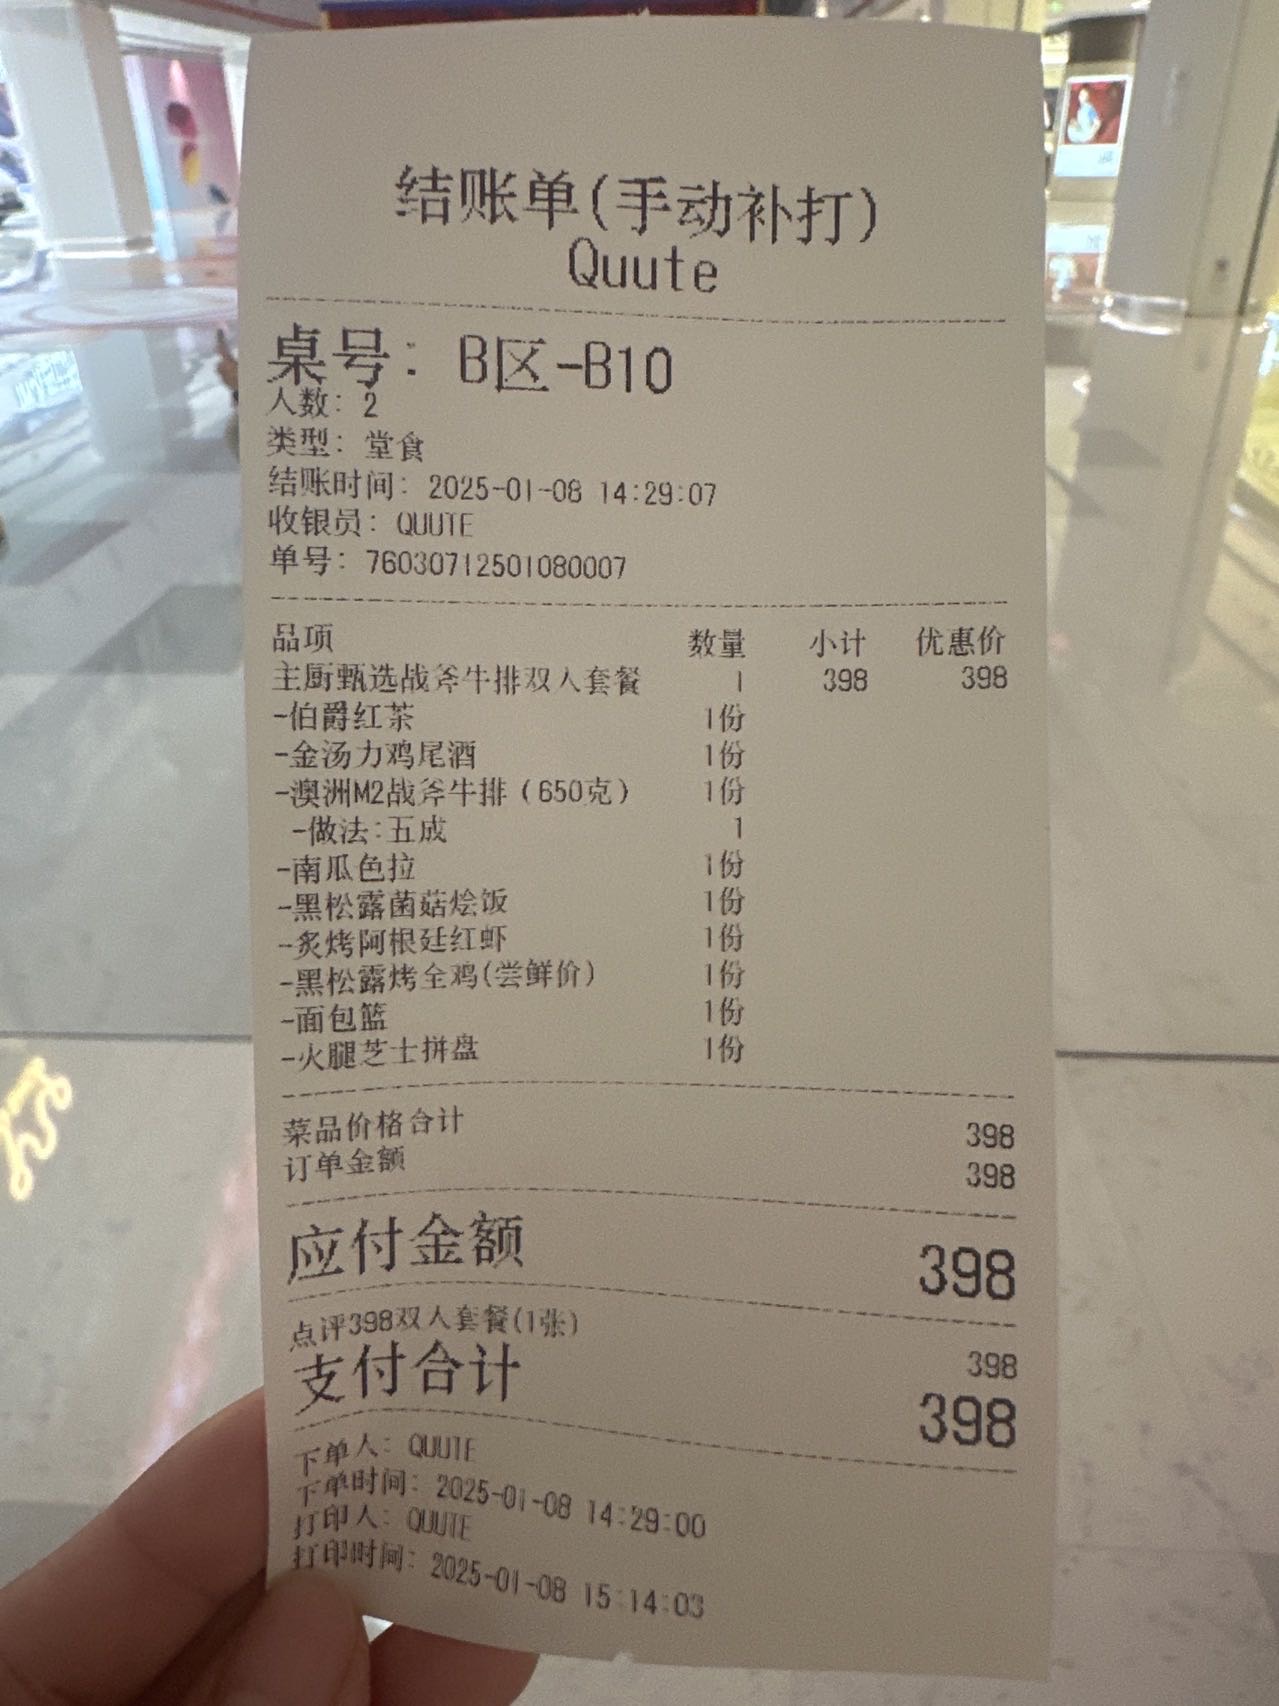 结账单(手动补打)
Quute
桌号: B区-B10
人数: 2
类型: 堂食
结账时间: 2025-01-08 14:29:07
收银员: QUUTE
单号: 76030712501080007
品项 数量 小计 优惠价
主厨甄选战斧牛排双人套餐 1 398 398
-伯爵红茶 1份
-金汤力鸡尾酒 1份
-澳洲M2战斧牛排(650克) 1份
-做法:五成 1
-南瓜色拉 1份
-黑松露菌菇烩饭 1份
-炙烤阿根廷红虾 1份
-黑松露烤全鸡(尝鲜价) 1份
-面包篮 1份
-火腿芝士拼盘 1份
菜品价格合计 398
订单金额 398
应付金额 398
点评398双人套餐(1张) 398
支付合计 398
下单人: QUUTE
下单时间: 2025-01-08 14:29:00
打印人: QUUTE
打印时间: 2025-01-08 15:14:03